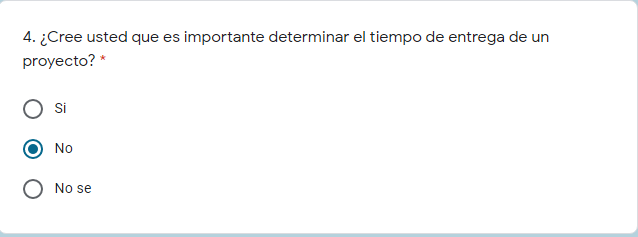 4. ¿Cree usted que es importante determinar el tiempo de entrega de un
proyecto? *
Si
No
No se